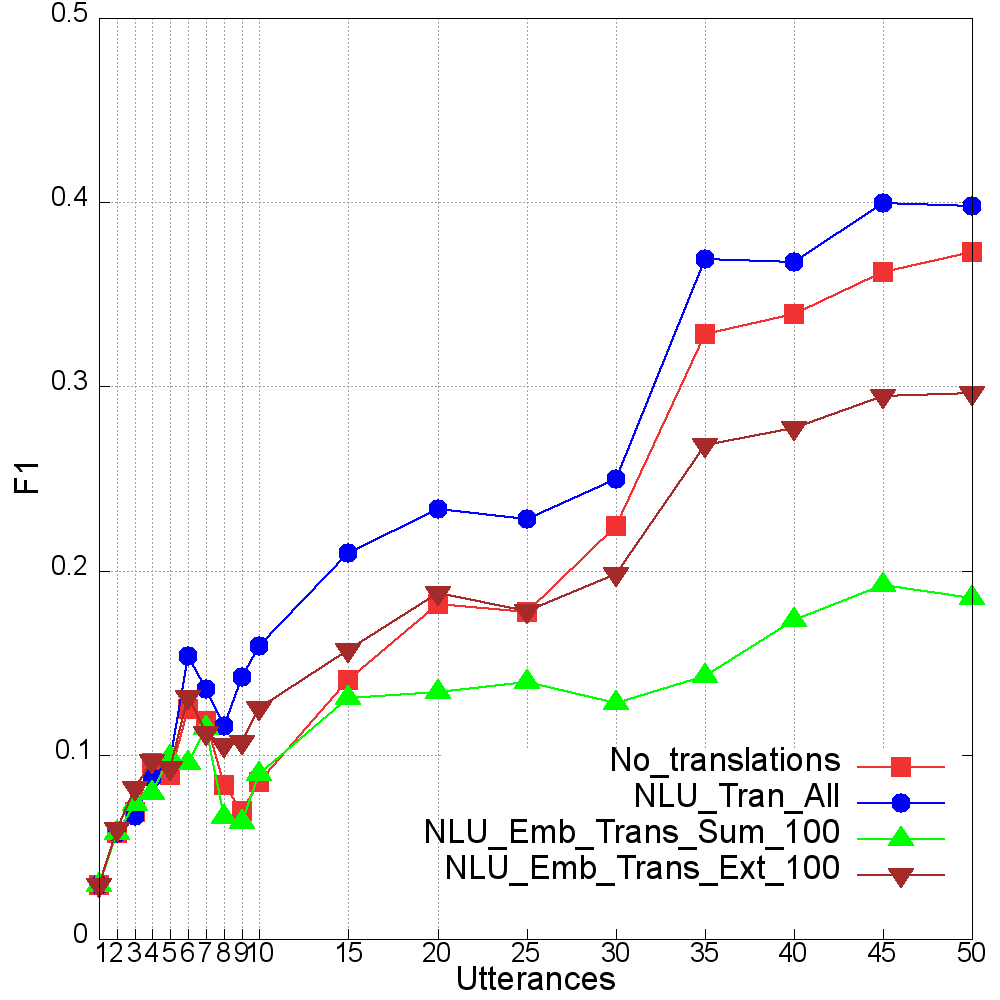 0.5
0.4
0.3
0.2
0.1
0
F1
1 2 3 4 5 6 7 8 9 10 15 20 25 30 35 40 45 50
Utterances
No_translations
NLU_Tran_All
NLU_Emb_Trans_Sum_100
NLU_Emb_Trans_Ext_100